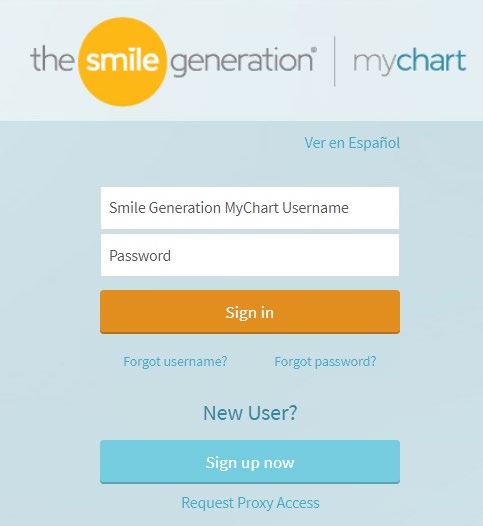 the smile generation® | mychart
Ver en Español
Smile Generation MyChart Username
Password
Sign in
Forgot username? Forgot password?
New User?
Sign up now
Request Proxy Access